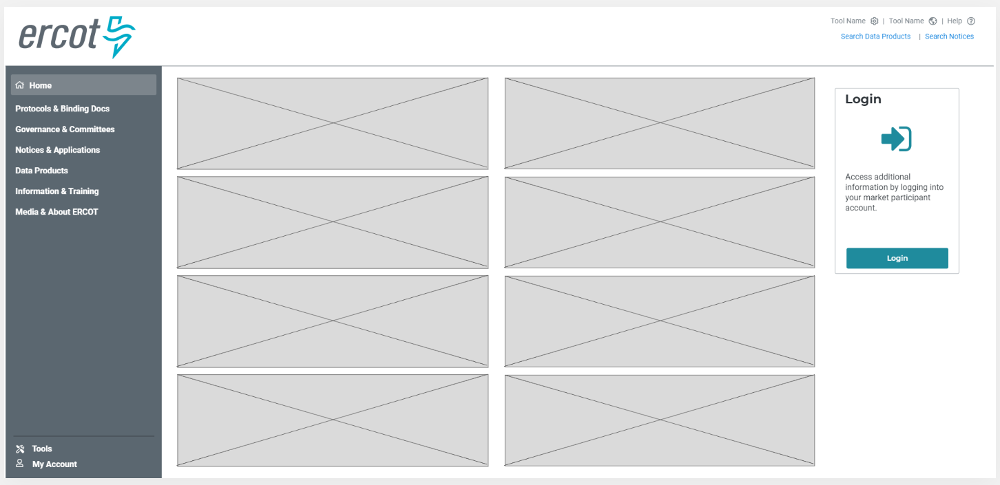 ercot
Tool Name | Tool Name | Help
Search Data Products | Search Notices
Home
Protocols & Binding Docs
Governance & Committees
Notices & Applications
Data Products
Information & Training
Media & About ERCOT
Tools
My Account
Login
Access additional
information by logging into
your market participant
account.
Login